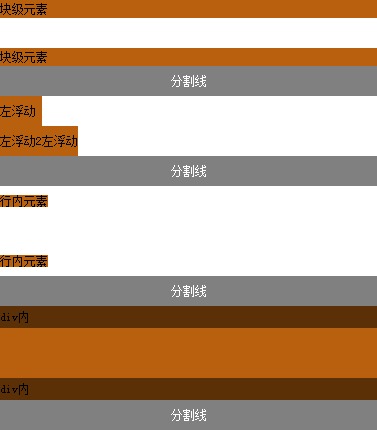 块级元素
块级元素
分割线
左浮动
左浮动2左浮动
分割线
行内元素
行内元素
分割线
div内
div内
分割线